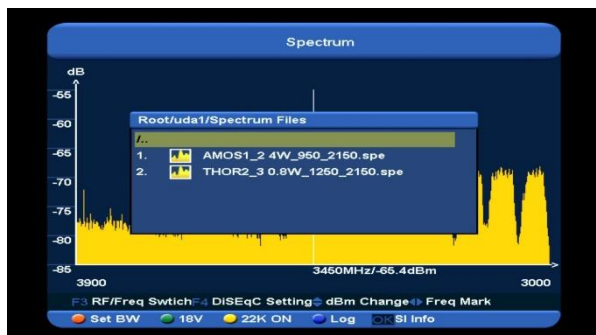 Spectrum
dB
-55
-60
Root/uda1/Spectrum Files
/..
-65
1. AMOS1_2 4W_950_2150.spe
2. THOR2_3 0.8W_1250_2150.spe
-70
-75
-80
-85
3450MHz/-65.4dBm
3900
3000
F3 RF/Freq Swtich F4 DiSEqC Setting dBm Change Freq Mark
Set BW 18V 22K ON Log OK SI Info